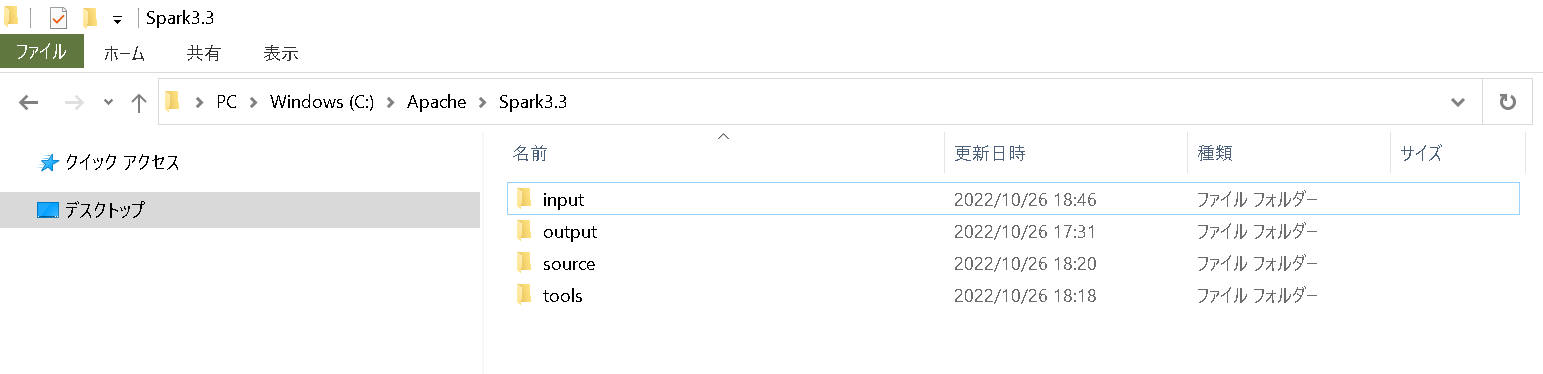 Spark3.3
ファイル ホーム 共有 表示
PC Windows (C:) Apache Spark3.3
クイック アクセス
デスクトップ
名前 更新日時 種類 サイズ
input 2022/10/26 18:46 ファイル フォルダー
output 2022/10/26 17:31 ファイル フォルダー
source 2022/10/26 18:20 ファイル フォルダー
tools 2022/10/26 18:18 ファイル フォルダー